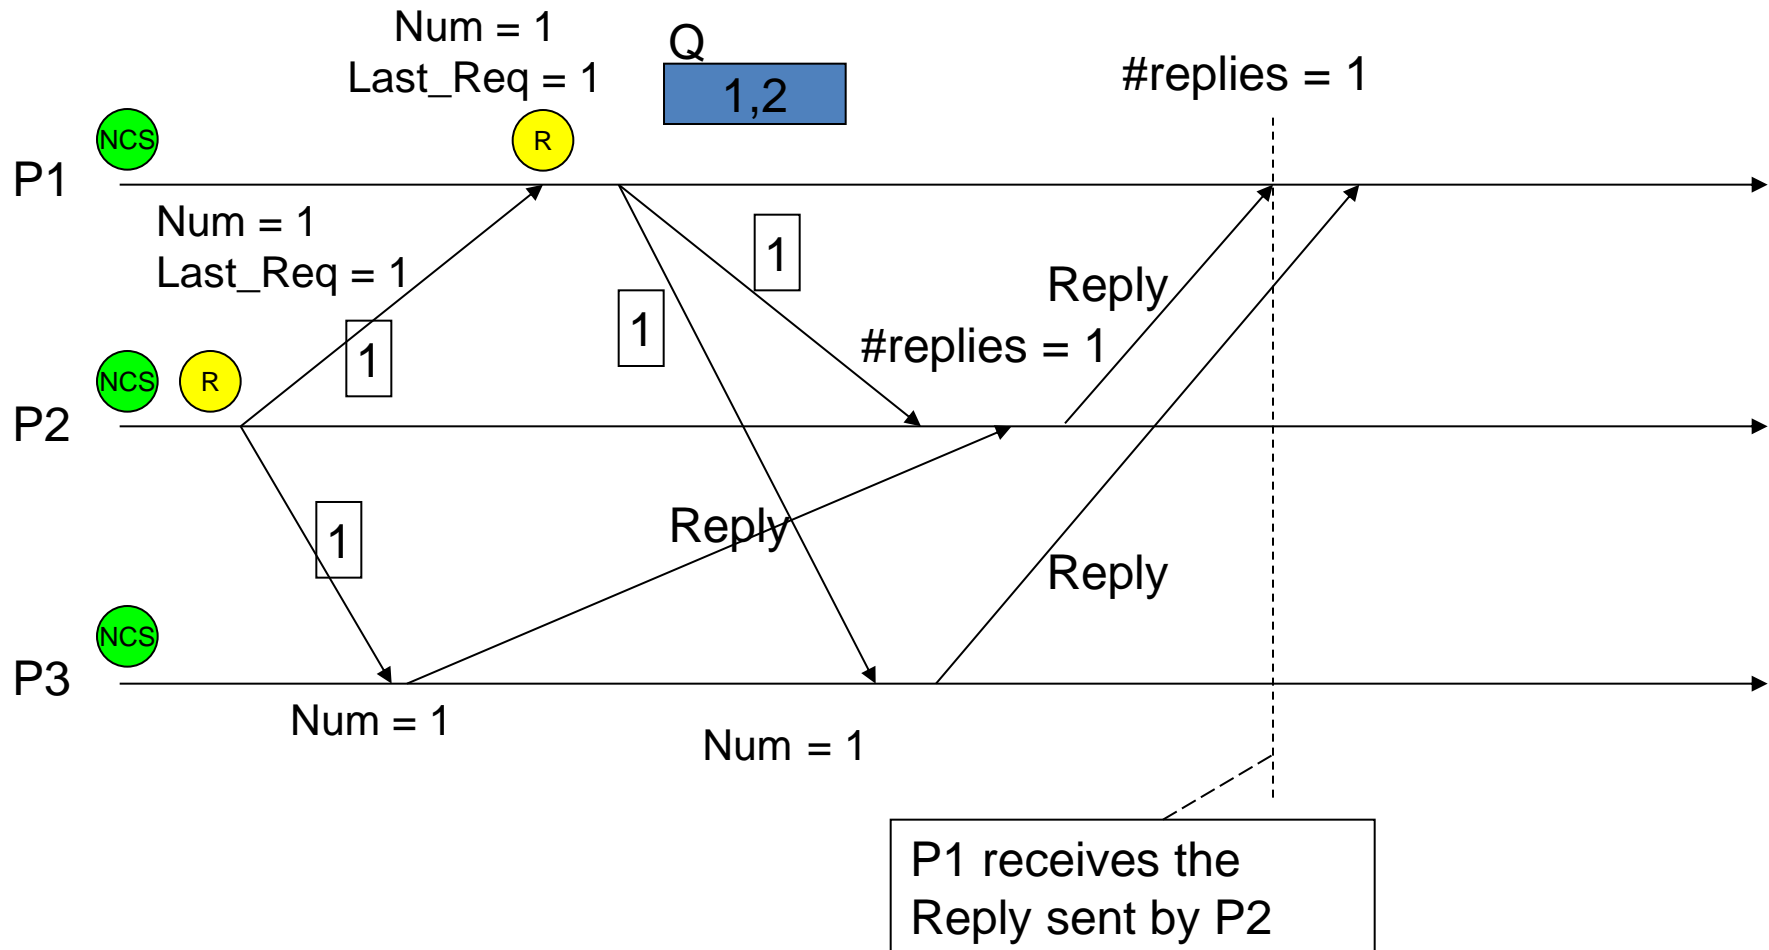 Num = 1
Last_Req = 1
Q
1,2
#replies = 1
NCS
R
P1
Num = 1
Last_Req = 1
1
1
1
Reply
#replies = 1
NCS
R
P2
1
Reply
Reply
NCS
P3
Num = 1
Num = 1
P1 receives the
Reply sent by P2